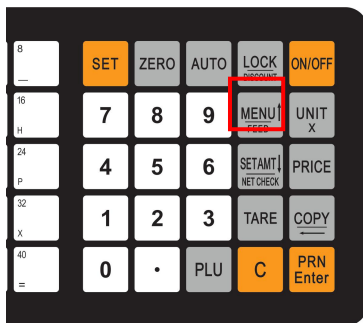 8
_
SET ZERO AUTO LOCK ON/OFF
DISCOUNT
16
H
7 8 9 MENU↑ UNIT
FEED X
24
P
4 5 6 SETAMT↓ PRICE
NET CHECK
32
X
1 2 3 TARE COPY
←
40
=
0 . PLU C PRN
Enter